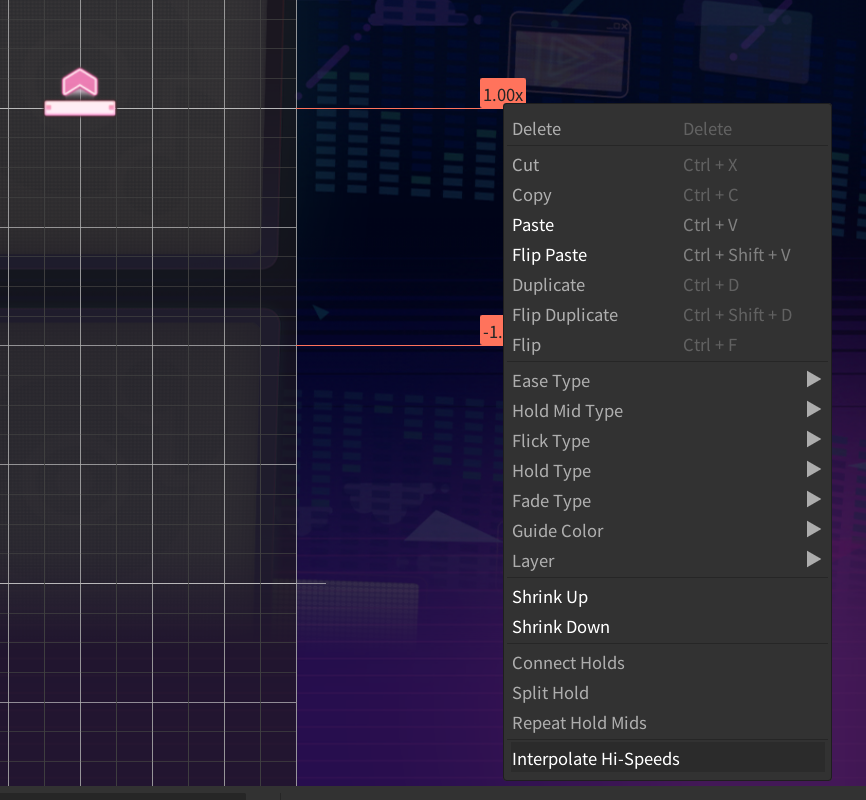 1.00x
Delete Delete
Cut Ctrl + X
Copy Ctrl + C
Paste Ctrl + V
Flip Paste Ctrl + Shift + V
Duplicate Ctrl + D
Flip Duplicate Ctrl + Shift + D
-1.
Flip Ctrl + F
Ease Type
Hold Mid Type
Flick Type
Hold Type
Fade Type
Guide Color
Layer
Shrink Up
Shrink Down
Connect Holds
Split Hold
Repeat Hold Mids
Interpolate Hi-Speeds